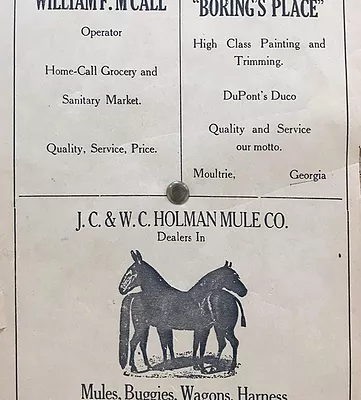 WILLIAM F. McCALL
Operator
Home-Call Grocery and
Sanitary Market.
Quality, Service, Price.
"BORING'S PLACE"
High Class Painting and
Trimming.
DuPont's Duco
Quality and Service
our motto.
Moultrie, Georgia
J. C. & W. C. HOLMAN MULE CO.
Dealers In
Mules, Buggies, Wagons, Harness